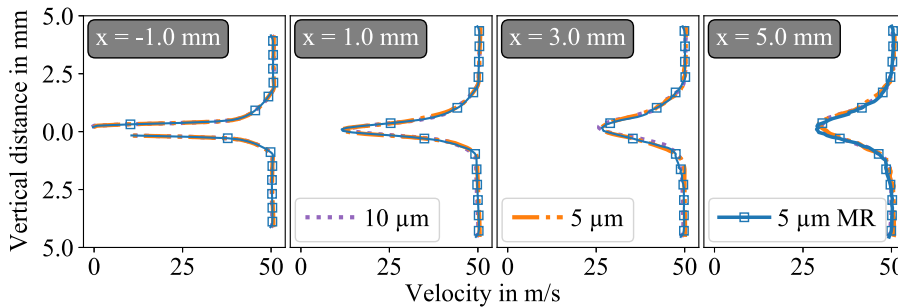 x = -1.0 mm
x = 1.0 mm
x = 3.0 mm
x = 5.0 mm
Vertical distance in mm
5.0
2.5
0.0
2.5
5.0
10 µm
5 µm
5 µm MR
0 25 50
0 25 50
0 25 50
0 25 50
Velocity in m/s